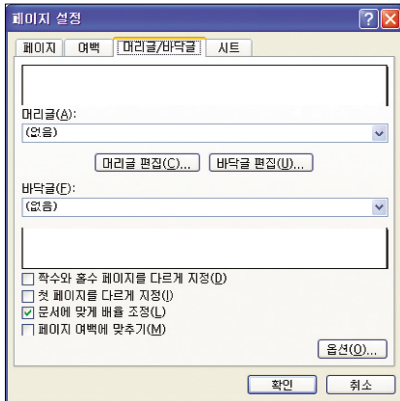 페이지 설정
페이지 여백 머리글/바닥글 시트
머리글(A):
(없음)
머리글 편집(C)... 바닥글 편집(U)...
바닥글(F):
(없음)
짝수와 홀수 페이지를 다르게 지정(D)
첫 페이지를 다르게 지정(I)
문서에 맞게 배율 조정(L)
페이지 여백에 맞추기(M)
옵션(O)...
확인 취소